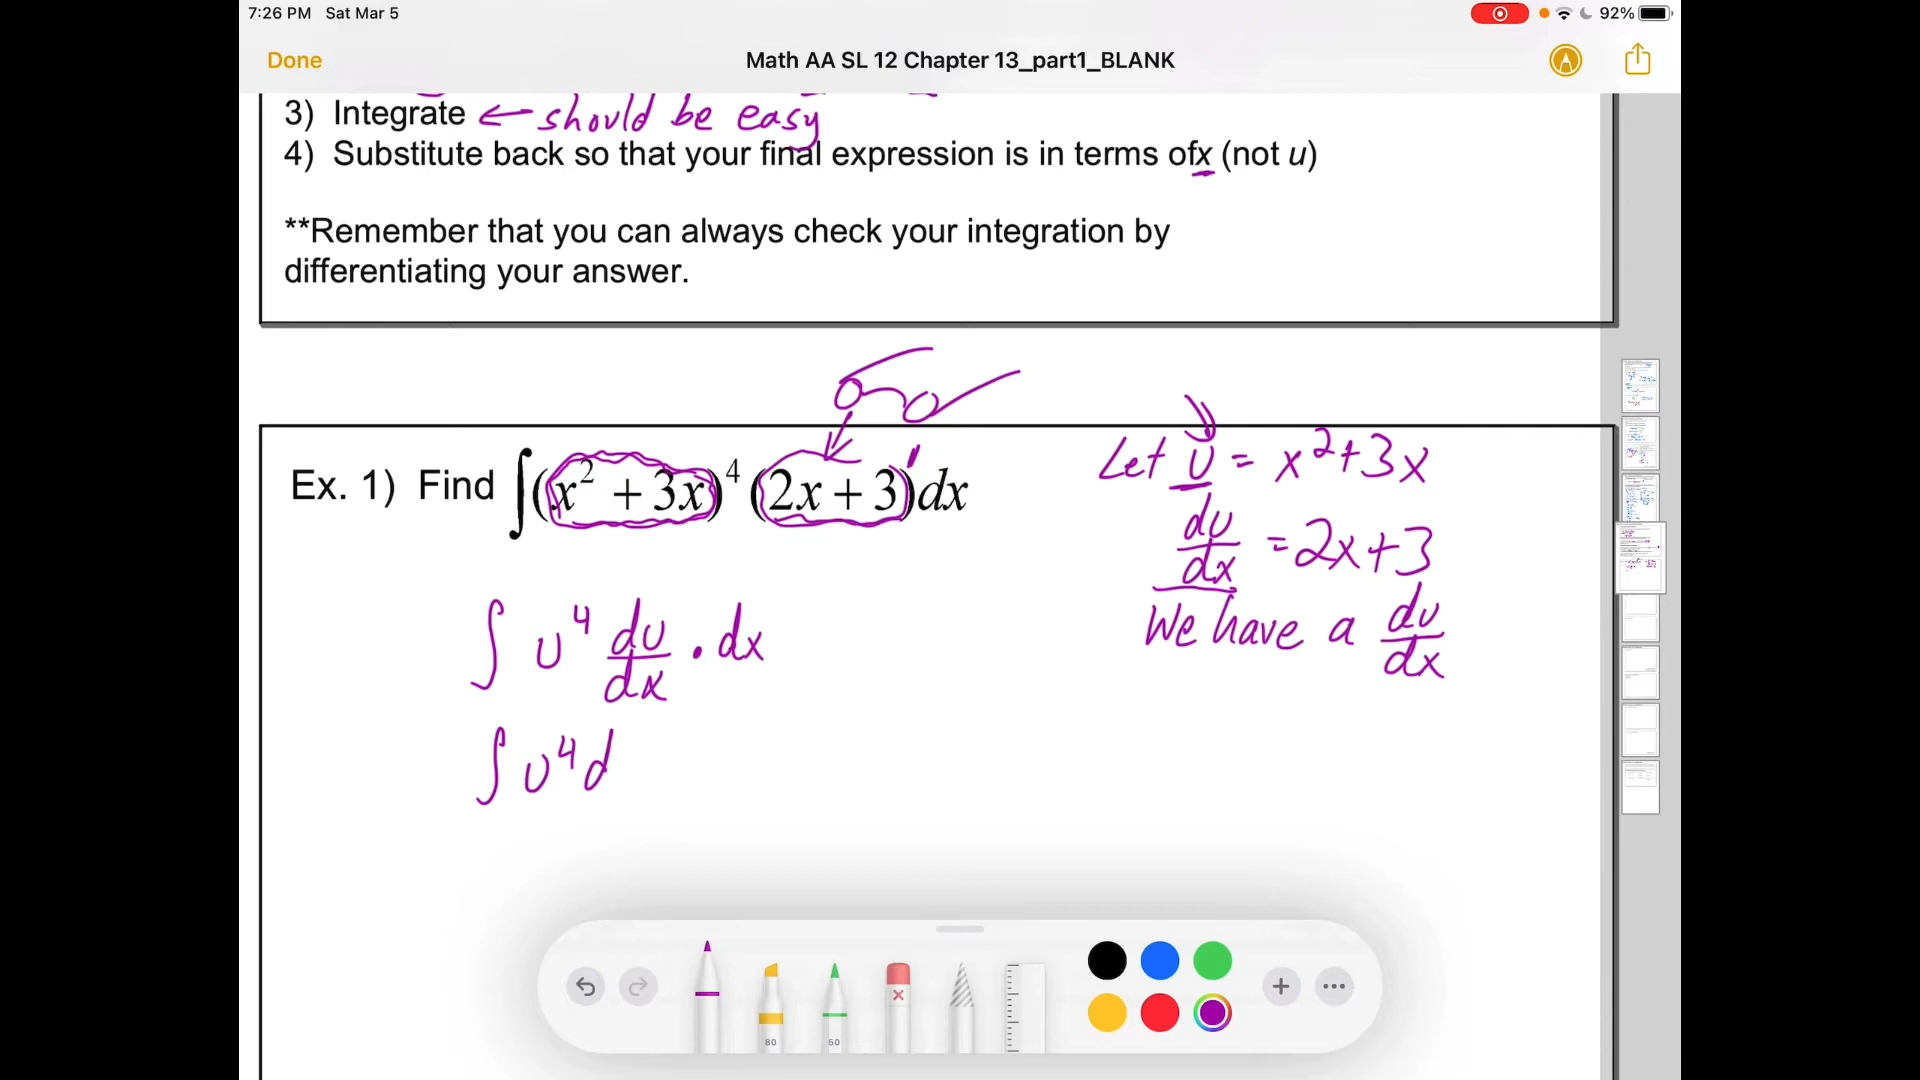 7:26 PM Sat Mar 5
92%
Done
Math AA SL 12 Chapter 13_part1_BLANK
3) Integrate ← should be easy
4) Substitute back so that your final expression is in terms ofx (not u)
**Remember that you can always check your integration by
differentiating your answer.
Ex. 1) Find ∫(x² + 3x)⁴ (2x + 3)dx
Let u = x²+3x
du/dx = 2x+3
We have a du/dx
∫ u⁴ du/dx · dx
∫ u⁴ d
80
50